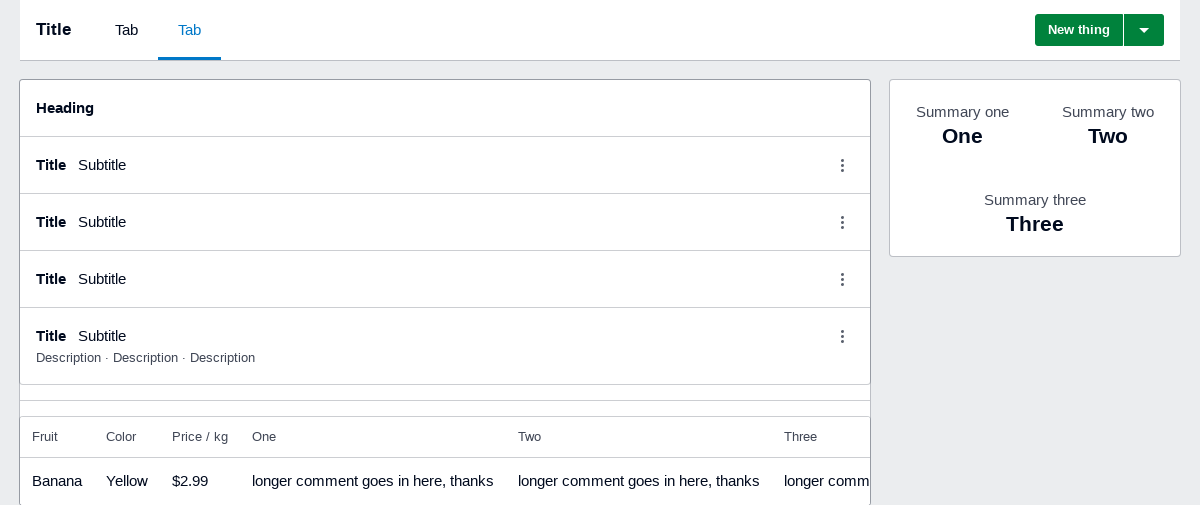 Title Tab Tab New thing
Heading
Title Subtitle
Title Subtitle
Title Subtitle
Title Subtitle
Description · Description · Description
Fruit Color Price / kg One Two Three
Banana Yellow $2.99 longer comment goes in here, thanks longer comment goes in here, thanks longer comm
Summary one
One
Summary two
Two
Summary three
Three